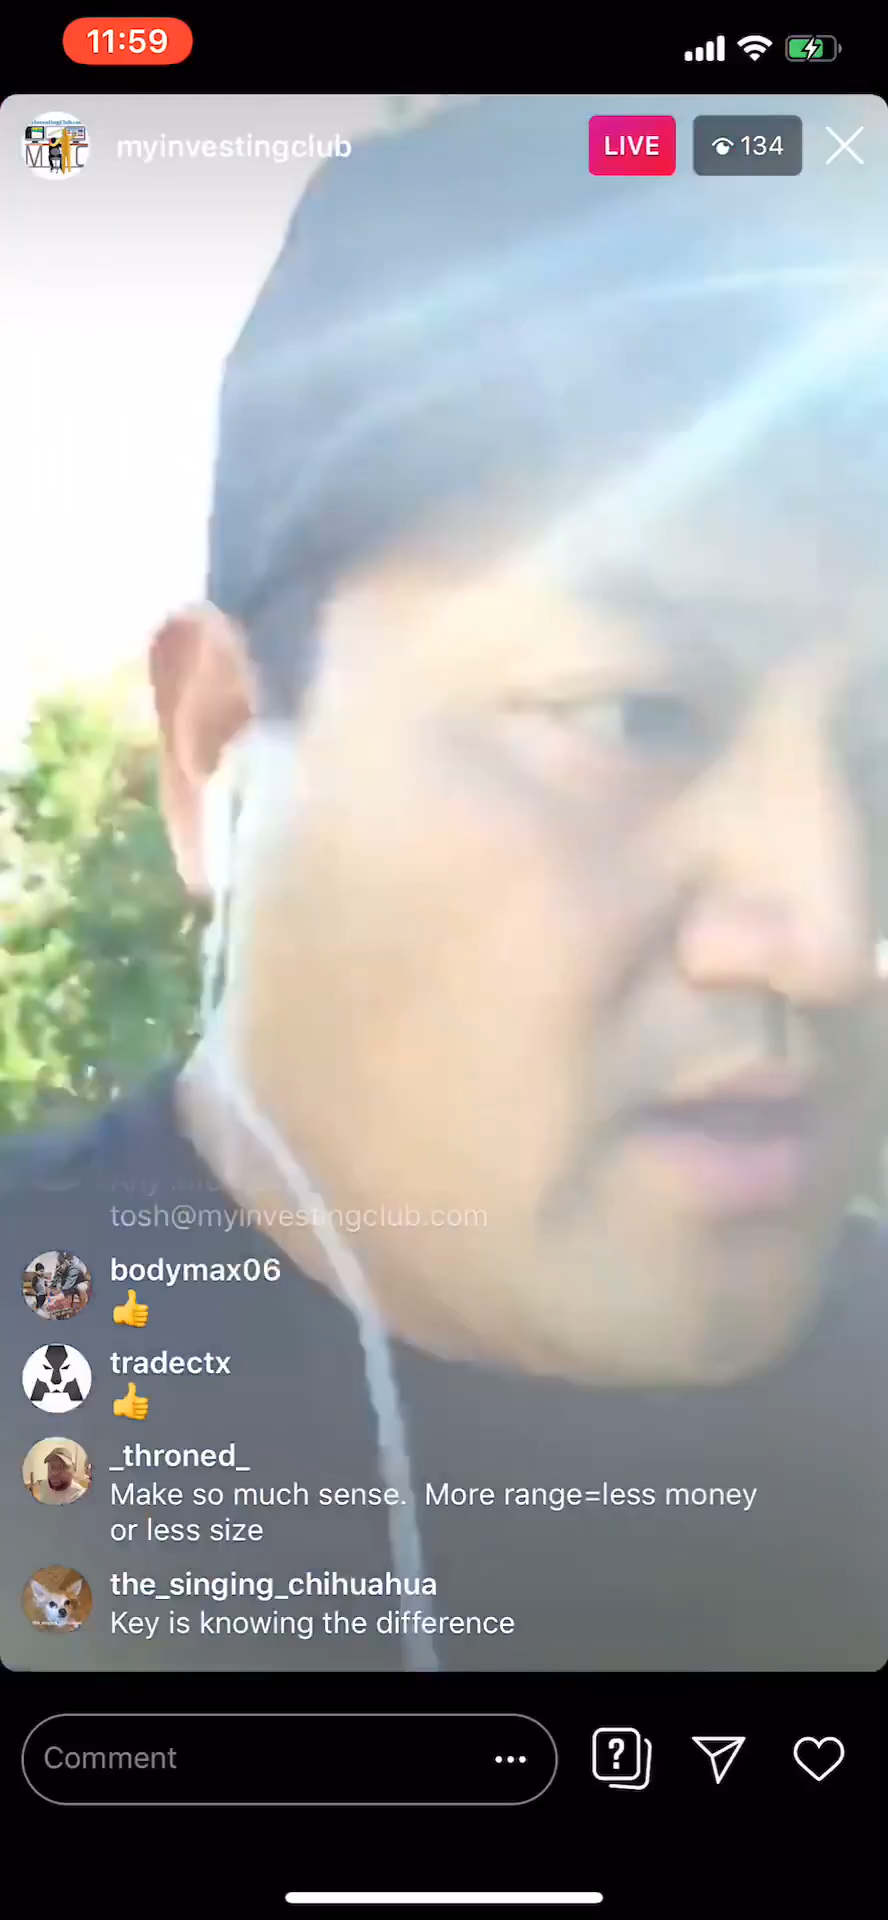 11:59
myinvestingclub
LIVE
134
Any
tosh@myinvestingclub.com
bodymax06
👍
tradectx
👍
_throned_
Make so much sense.  More range=less money
or less size
the_singing_chihuahua
Key is knowing the difference
Comment